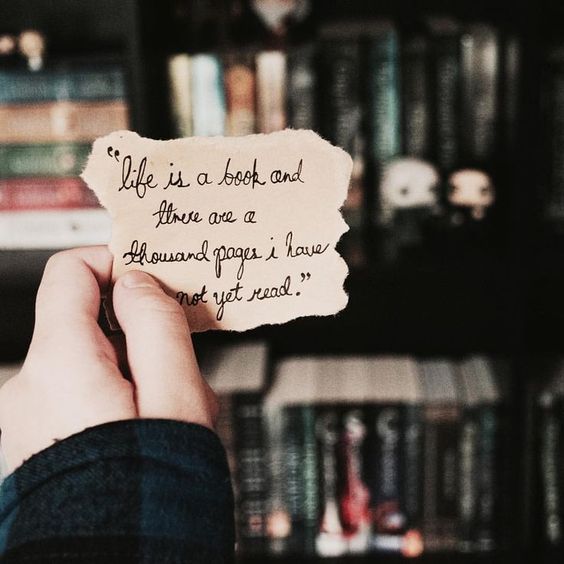 "life is a book and
there are a
thousand pages i have
not yet read."